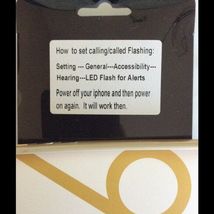 How to set calling/called Flashing:
Setting --- General---Accessibility---
Hearing---LED Flash for Alerts
Power off your iphone and then power
on again. It will work then.